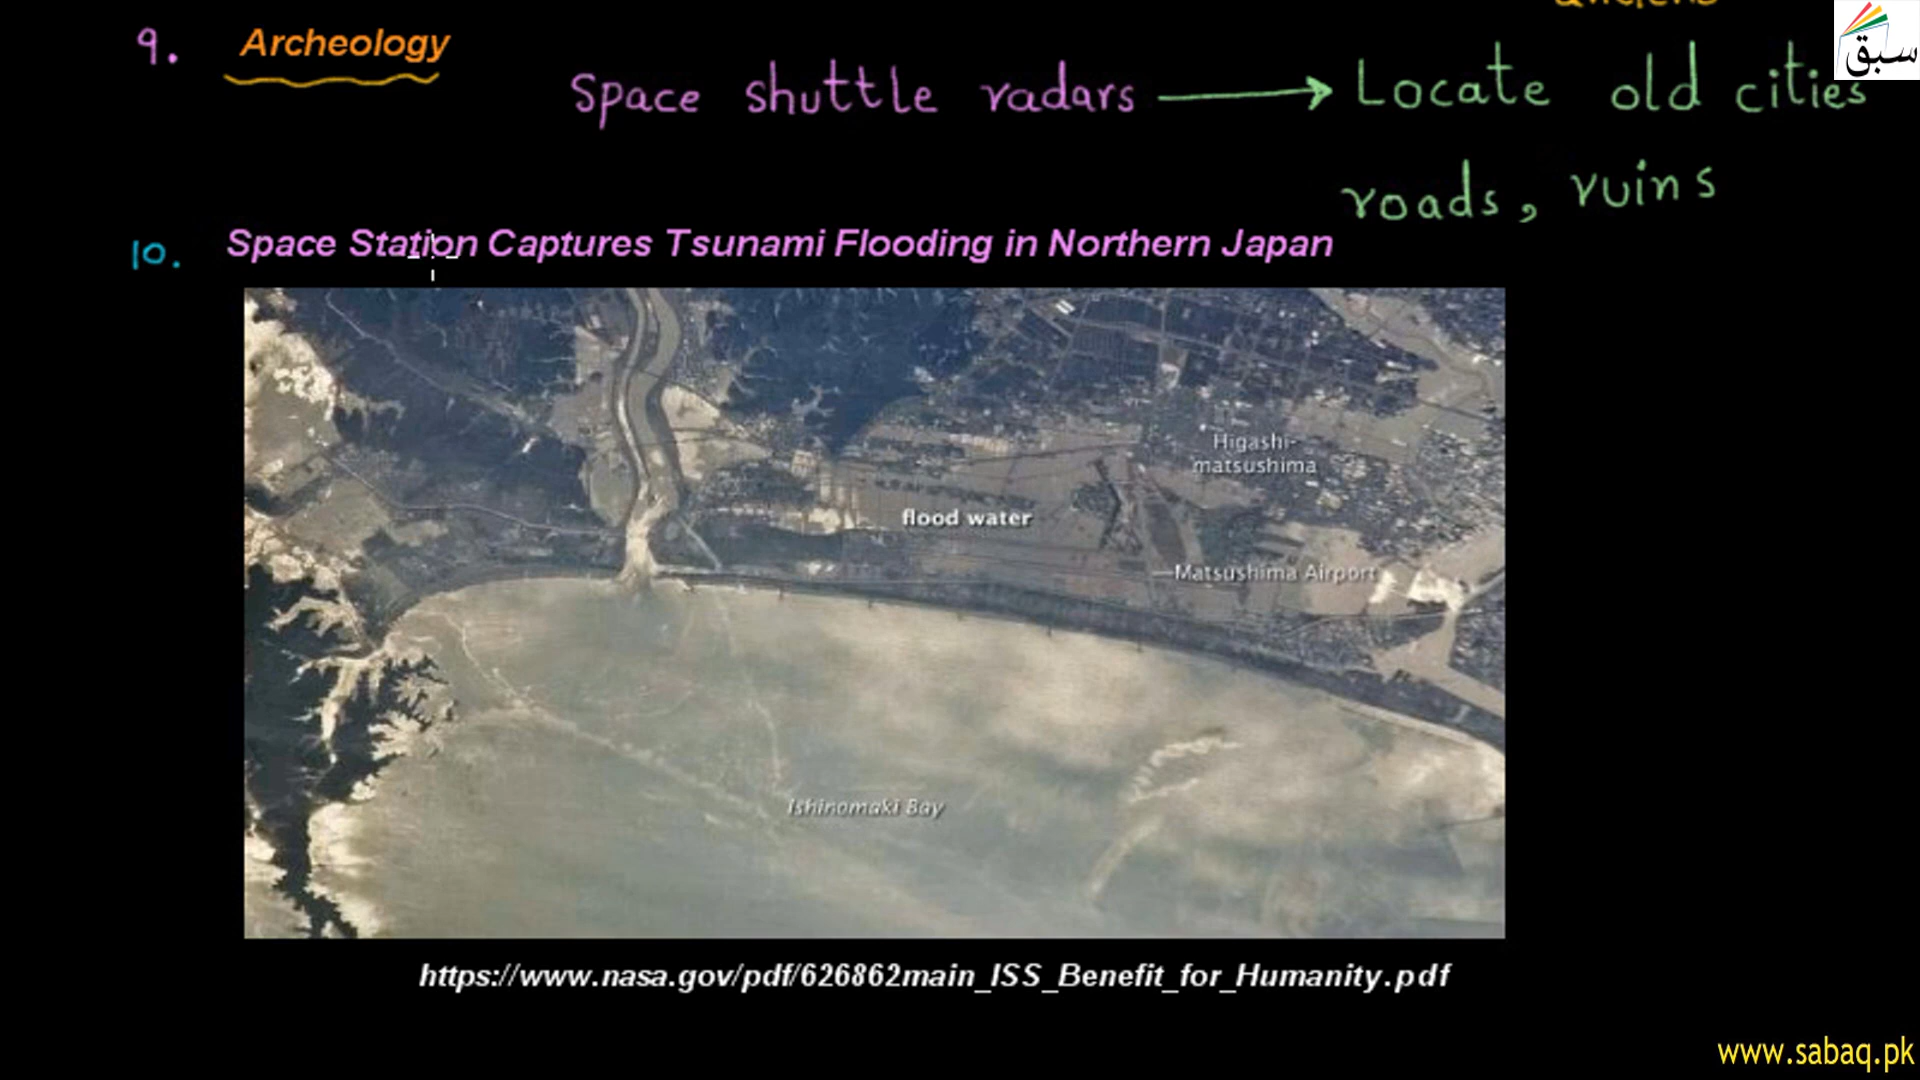 سبق
9. Archeology
Space shuttle radars → Locate old cities
roads, ruins
10. Space Station Captures Tsunami Flooding in Northern Japan
Higashi-
matsushima
flood water
Matsushima Airport
Ishinomaki Bay
https://www.nasa.gov/pdf/626862main_ISS_Benefit_for_Humanity.pdf
www.sabaq.pk